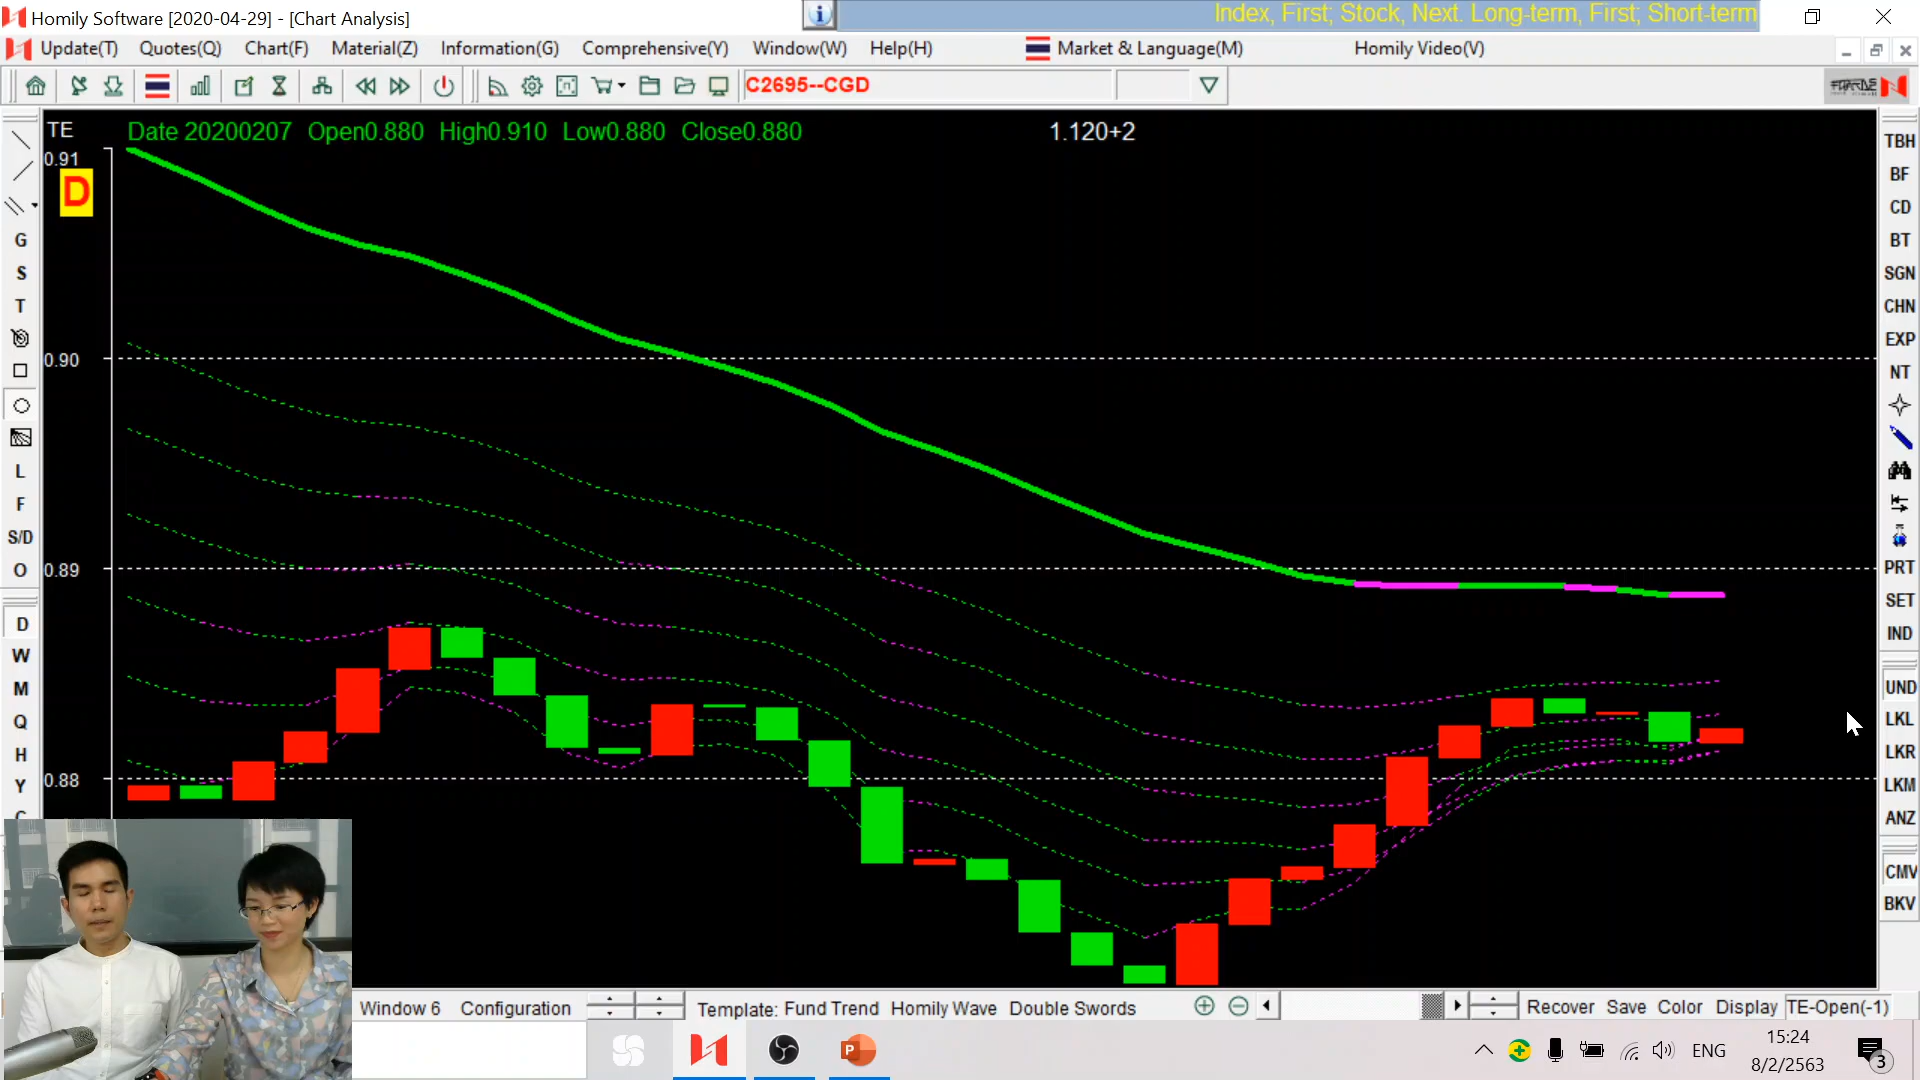 Homily Software [2020-04-29] - [Chart Analysis]
Index, First; Stock, Next. Long-term, First; Short-term
Update(T) Quotes(Q) Chart(F) Material(Z) Information(G) Comprehensive(Y) Window(W) Help(H) Market & Language(M) Homily Video(V)
C2695--CGD
TE Date 20200207 Open0.880 High0.910 Low0.880 Close0.880 1.120+2
0.91
D
0.90
0.89
0.88
G
S
T
L
F
S/D
O
D
W
M
Q
H
Y
TBH
BF
CD
BT
SGN
CHN
EXP
NT
PRT
SET
IND
UND
LKL
LKR
LKM
ANZ
CMV
BKV
Window 6 Configuration Template: Fund Trend Homily Wave Double Swords Recover Save Color Display TE-Open(-1)
ENG
15:24
8/2/2563
3